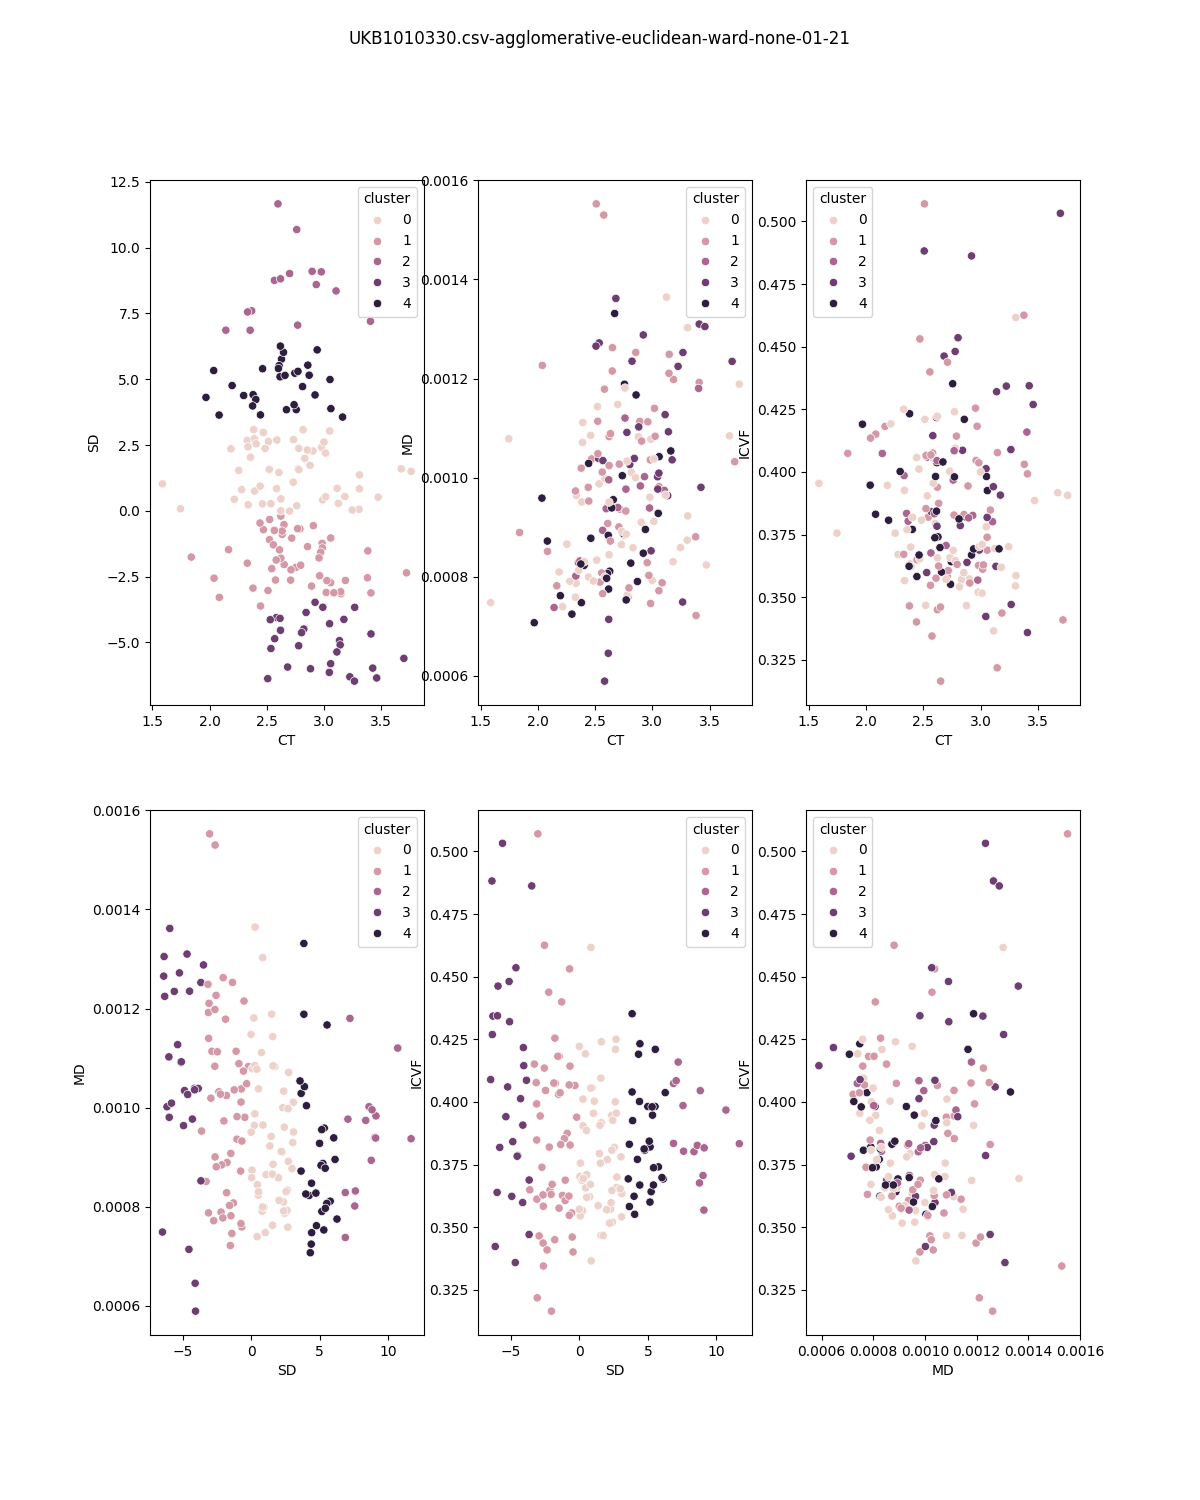 UKB1010330.csv-agglomerative-euclidean-ward-none-01-21
12.5
10.0
7.5
5.0
2.5
0.0
−2.5
−5.0
SD
1.5 2.0 2.5 3.0 3.5
CT
cluster
0
1
2
3
4
0.0016
0.0014
0.0012
0.0010
0.0008
0.0006
MD
1.5 2.0 2.5 3.0 3.5
CT
cluster
0
1
2
3
4
0.500
0.475
0.450
0.425
0.400
0.375
0.350
0.325
ICVF
1.5 2.0 2.5 3.0 3.5
CT
cluster
0
1
2
3
4
0.0016
0.0014
0.0012
0.0010
0.0008
0.0006
MD
−5 0 5 10
SD
cluster
0
1
2
3
4
0.500
0.475
0.450
0.425
0.400
0.375
0.350
0.325
ICVF
−5 0 5 10
SD
cluster
0
1
2
3
4
0.500
0.475
0.450
0.425
0.400
0.375
0.350
0.325
ICVF
0.0006 0.0008 0.0010 0.0012 0.0014 0.0016
MD
cluster
0
1
2
3
4